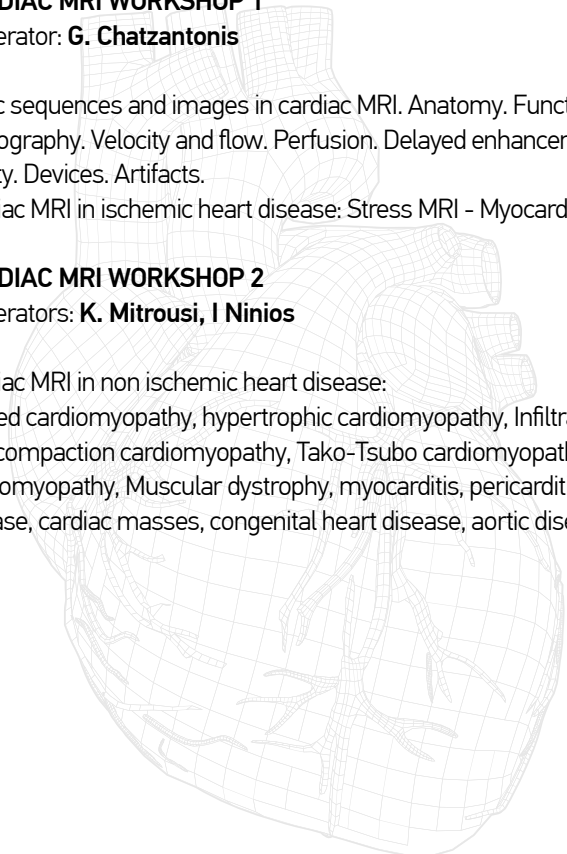 DIAC MRI WORKSHOP 1
erator: G. Chatzantonis
c sequences and images in cardiac MRI. Anatomy. Funct
ography. Velocity and flow. Perfusion. Delayed enhancer
ty. Devices. Artifacts.
iac MRI in ischemic heart disease: Stress MRI - Myocard
DIAC MRI WORKSHOP 2
erators: K. Mitrousi, I Ninios
iac MRI in non ischemic heart disease:
ed cardiomyopathy, hypertrophic cardiomyopathy, Infiltra
compaction cardiomyopathy, Tako-Tsubo cardiomyopath
omyopathy, Muscular dystrophy, myocarditis, pericardit
ase, cardiac masses, congenital heart disease, aortic dise